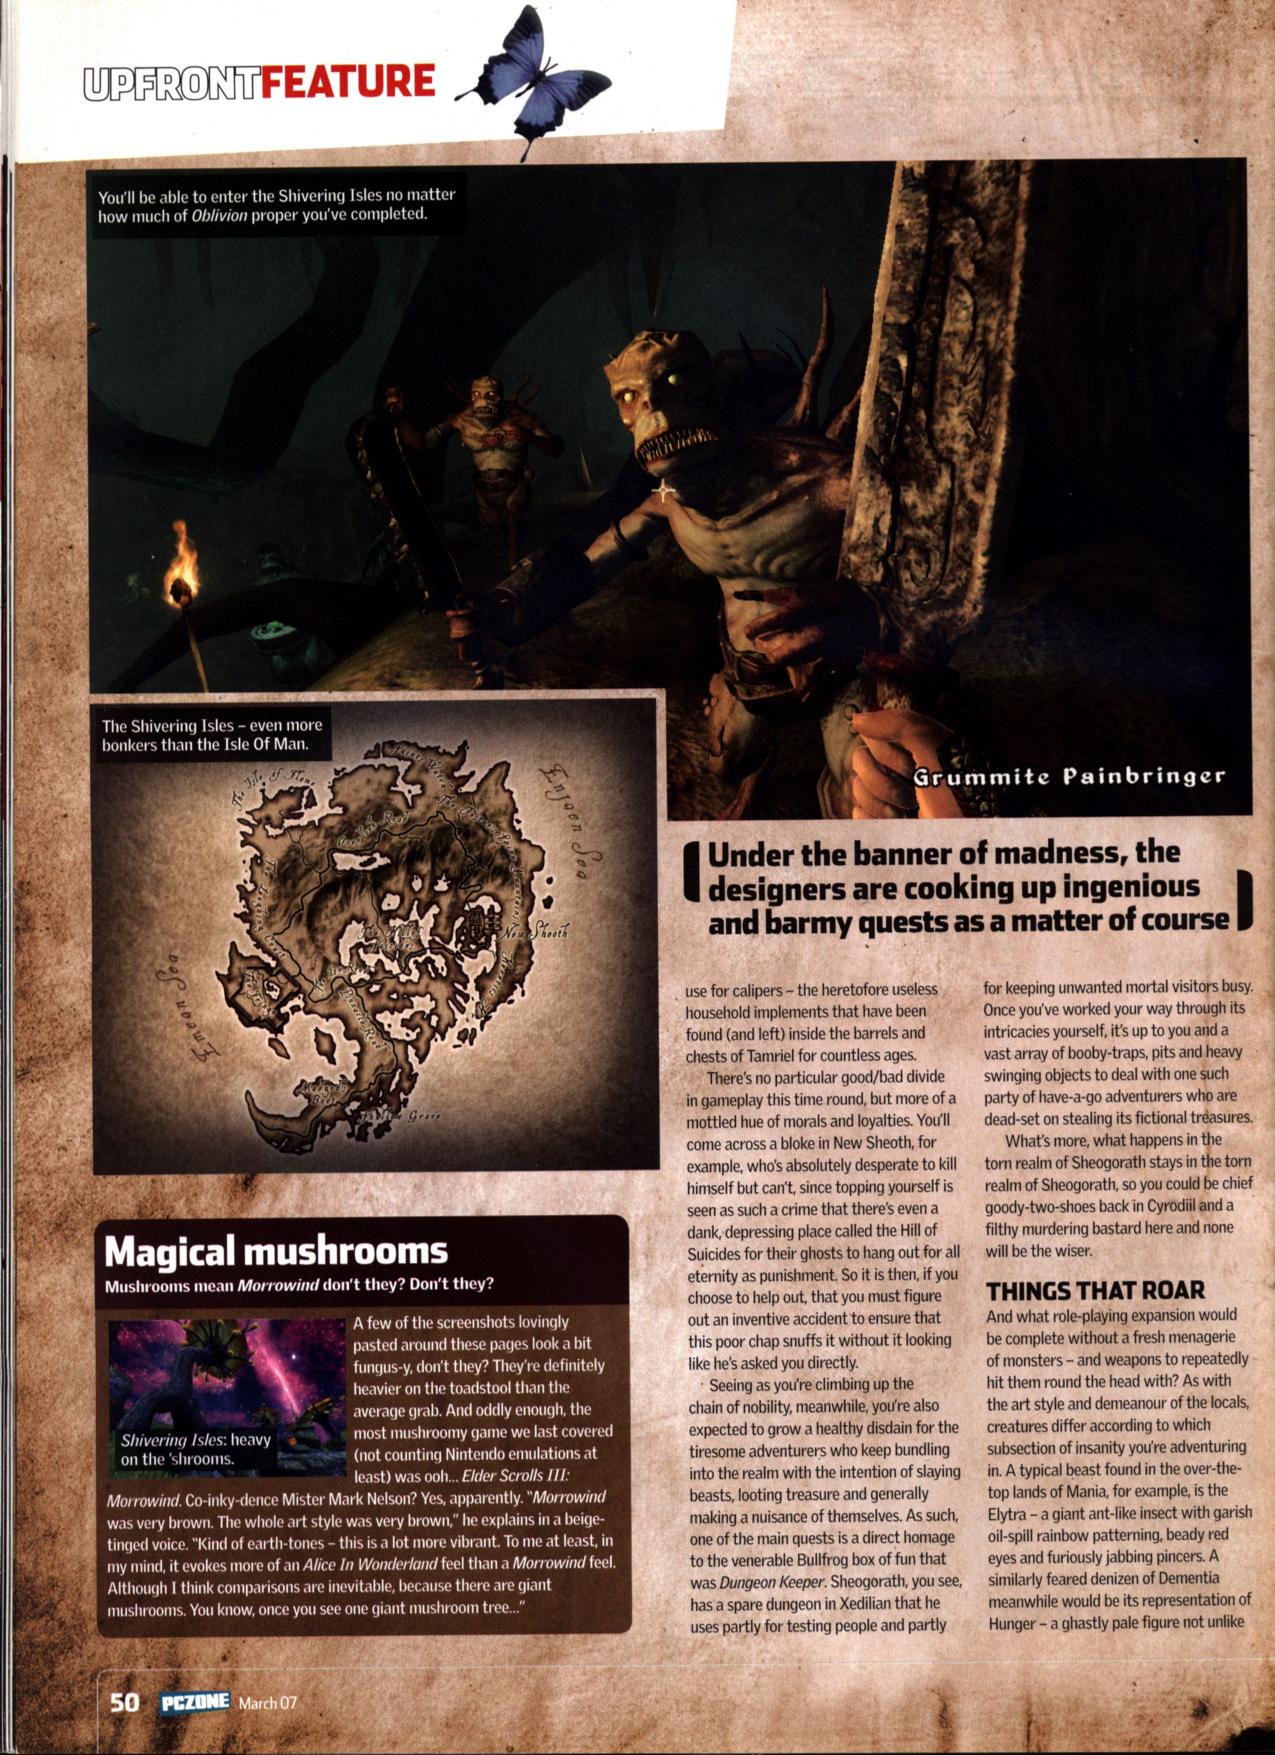 UPFRONTFEATURE
You'll be able to enter the Shivering Isles no matter
how much of Oblivion proper you've completed.
Grummite Painbringer
The Shivering Isles – even more
bonkers than the Isle Of Man.
The Isle of Flame
Enjaen Sea
New Sheoth
Emean Sea
Hollow Grove
Under the banner of madness, the
designers are cooking up ingenious
and barmy quests as a matter of course
Magical mushrooms
Mushrooms mean Morrowind don't they? Don't they?
Shivering Isles: heavy
on the 'shrooms.
A few of the screenshots lovingly
pasted around these pages look a bit
fungus-y, don't they? They're definitely
heavier on the toadstool than the
average grab. And oddly enough, the
most mushroomy game we last covered
(not counting Nintendo emulations at
least) was ooh... Elder Scrolls III:
Morrowind. Co-inky-dence Mister Mark Nelson? Yes, apparently. "Morrowind
was very brown. The whole art style was very brown," he explains in a beige-
tinged voice. "Kind of earth-tones – this is a lot more vibrant. To me at least, in
my mind, it evokes more of an Alice In Wonderland feel than a Morrowind feel.
Although I think comparisons are inevitable, because there are giant
mushrooms. You know, once you see one giant mushroom tree..."
use for calipers – the heretofore useless
household implements that have been
found (and left) inside the barrels and
chests of Tamriel for countless ages.
There's no particular good/bad divide
in gameplay this time round, but more of a
mottled hue of morals and loyalties. You'll
come across a bloke in New Sheoth, for
example, who's absolutely desperate to kill
himself but can't, since topping yourself is
seen as such a crime that there's even a
dank, depressing place called the Hill of
Suicides for their ghosts to hang out for all
eternity as punishment. So it is then, if you
choose to help out, that you must figure
out an inventive accident to ensure that
this poor chap snuffs it without it looking
like he's asked you directly.
Seeing as you're climbing up the
chain of nobility, meanwhile, you're also
expected to grow a healthy disdain for the
tiresome adventurers who keep bundling
into the realm with the intention of slaying
beasts, looting treasure and generally
making a nuisance of themselves. As such,
one of the main quests is a direct homage
to the venerable Bullfrog box of fun that
was Dungeon Keeper. Sheogorath, you see,
has a spare dungeon in Xedilian that he
uses partly for testing people and partly
for keeping unwanted mortal visitors busy.
Once you've worked your way through its
intricacies yourself, it's up to you and a
vast array of booby-traps, pits and heavy
swinging objects to deal with one such
party of have-a-go adventurers who are
dead-set on stealing its fictional treasures.
What's more, what happens in the
torn realm of Sheogorath stays in the torn
realm of Sheogorath, so you could be chief
goody-two-shoes back in Cyrodiil and a
filthy murdering bastard here and none
will be the wiser.
THINGS THAT ROAR
And what role-playing expansion would
be complete without a fresh menagerie
of monsters – and weapons to repeatedly
hit them round the head with? As with
the art style and demeanour of the locals,
creatures differ according to which
subsection of insanity you're adventuring
in. A typical beast found in the over-the-
top lands of Mania, for example, is the
Elytra – a giant ant-like insect with garish
oil-spill rainbow patterning, beady red
eyes and furiously jabbing pincers. A
similarly feared denizen of Dementia
meanwhile would be its representation of
Hunger – a ghastly pale figure not unlike
50 PCZONE March 07